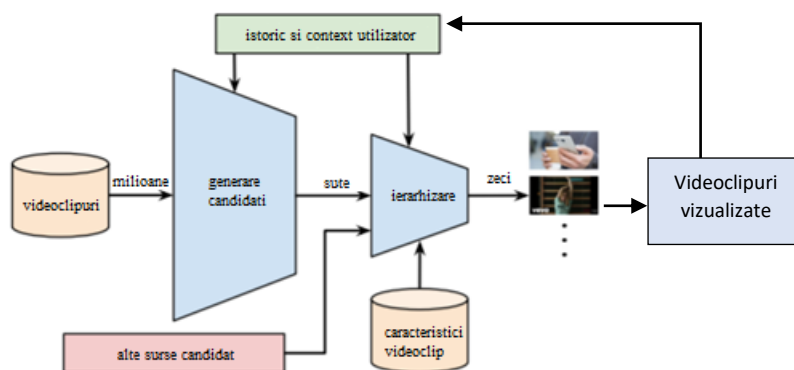 istoric si context utilizator
videoclipuri
milioane
generare
candidati
sute
ierarhizare
zeci
Videoclipuri
vizualizate
alte surse candidat
caracteristici
videoclip